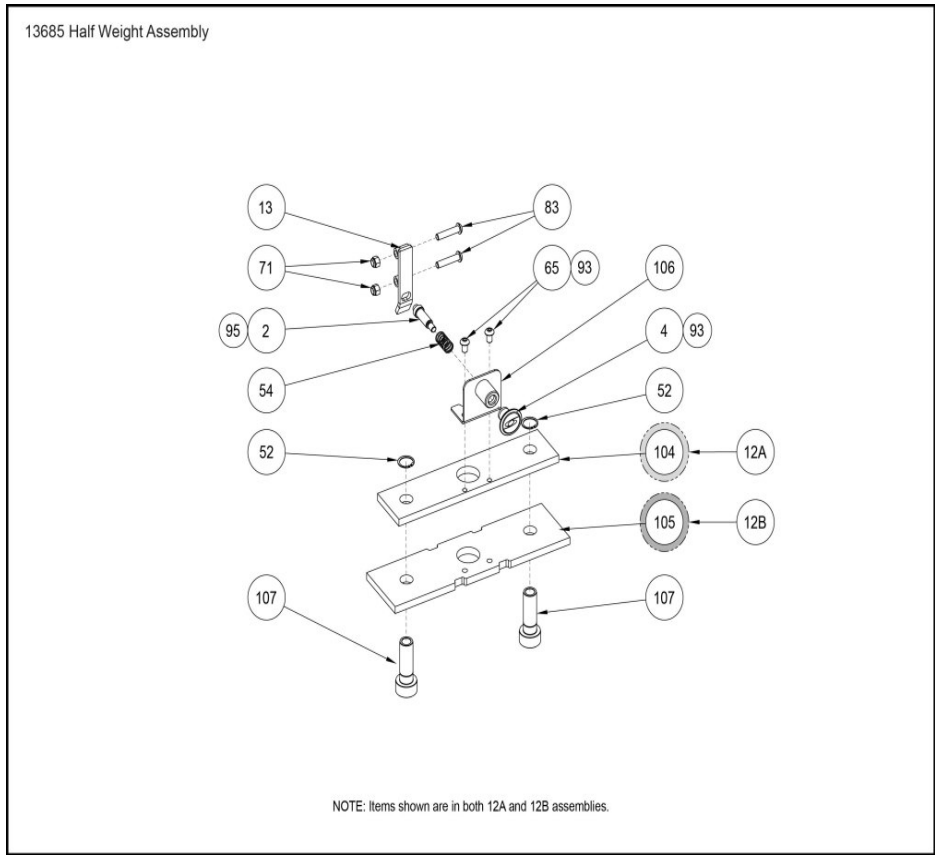 13685 Half Weight Assembly
13 83
71 65 93 106
95 2 4 93
54 52
52 104 12A
105 12B
107 107
NOTE: Items shown are in both 12A and 12B assemblies.